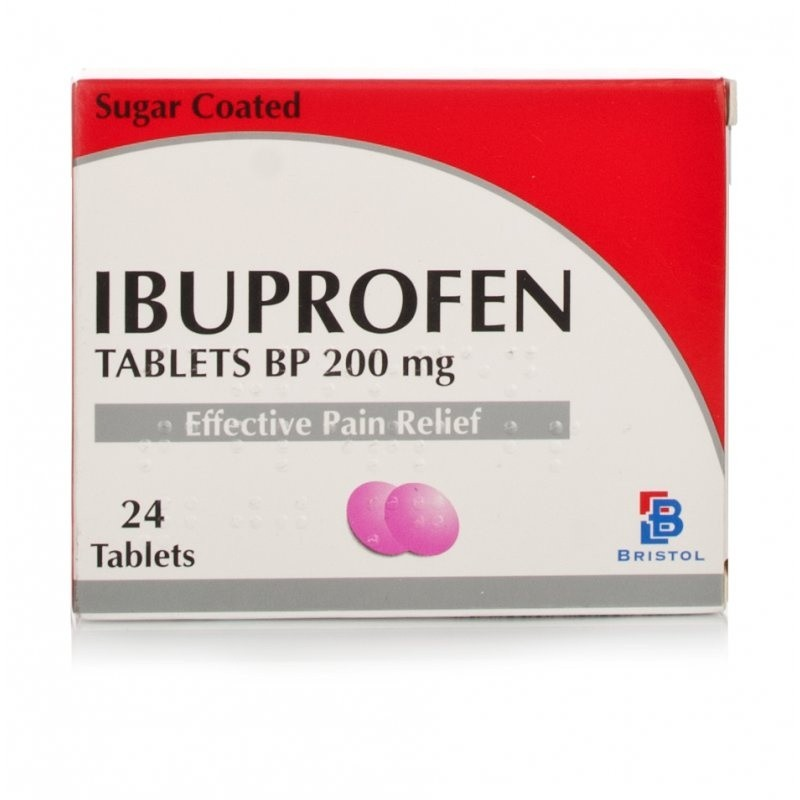 Sugar Coated
IBUPROFEN
TABLETS BP 200 mg
Effective Pain Relief
24
Tablets
B
BRISTOL